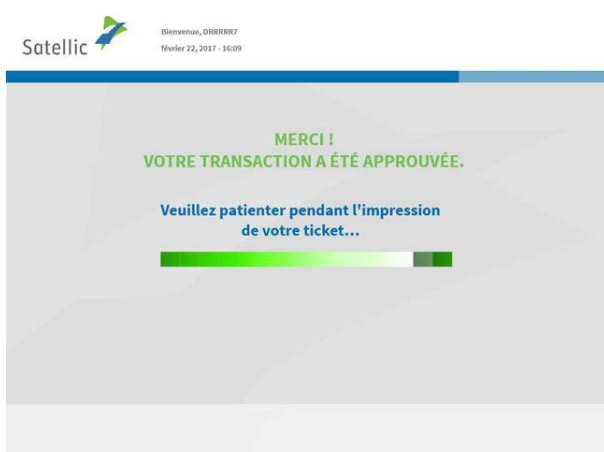 Satellic
Bienvenue, DRRRRR7
février 22, 2017 - 16:09
MERCI !
VOTRE TRANSACTION A ÉTÉ APPROUVÉE.
Veuillez patienter pendant l'impression
de votre ticket...